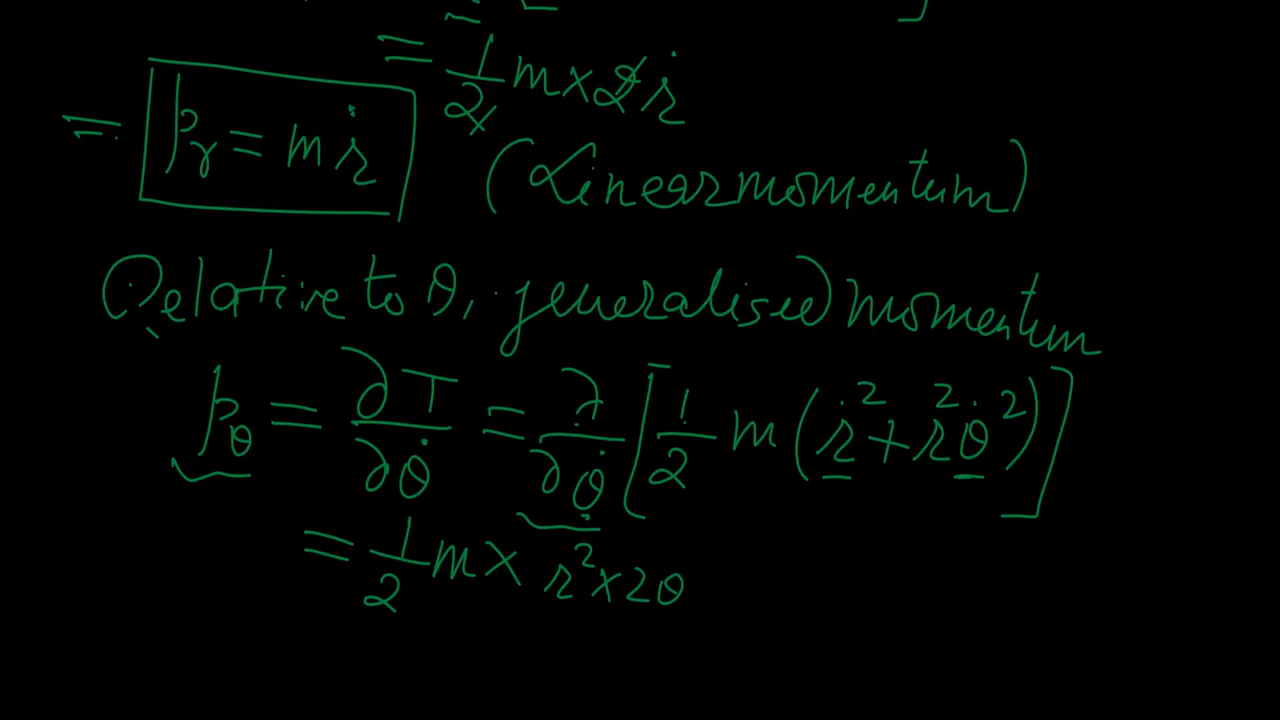 = 1/2 m × 2ṙ
= p_r = mṙ (Linear momentum)
Relative to θ, generalised momentum
p_θ = ∂T/∂θ̇ = ∂/∂θ̇ [1/2 m (ṙ² + r²θ̇²)]
= 1/2 m × r² × 2θ